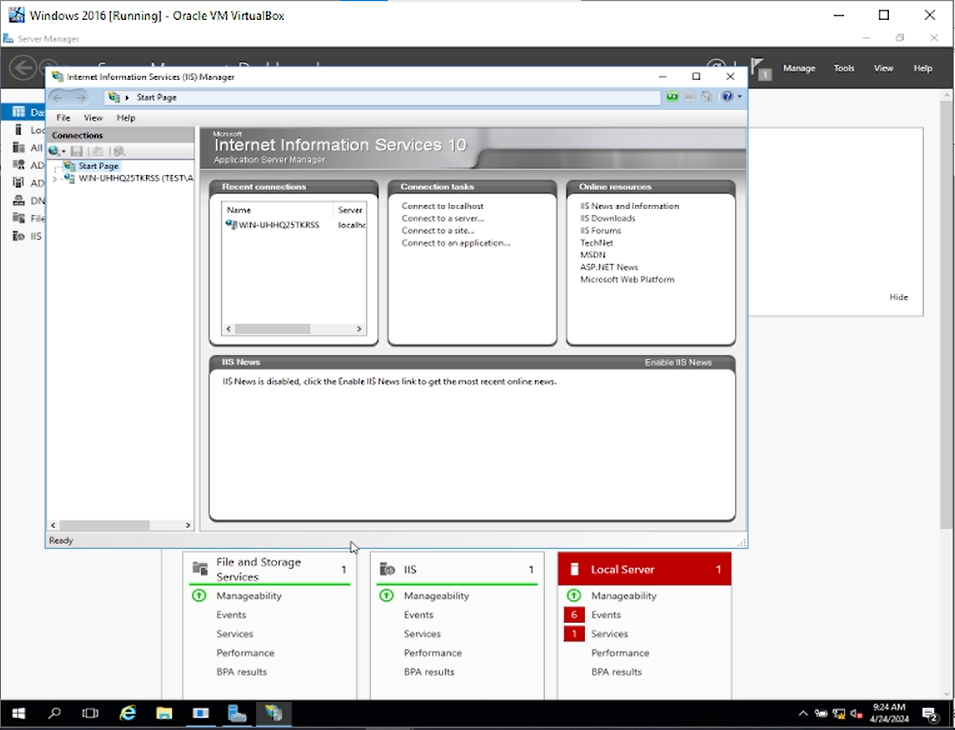 Windows 2016 [Running] - Oracle VM VirtualBox
Server Manager
Manage Tools View Help
1
Internet Information Services (IIS) Manager
Start Page
File View Help
Connections
Start Page
WIN-UHHQ25TKRSS (TEST\A
Microsoft
Internet Information Services 10
Application Server Manager
Recent connections
Name Server
WIN-UHHQ25TKRSS localhc
Connection tasks
Connect to localhost
Connect to a server...
Connect to a site...
Connect to an application...
Online resources
IIS News and Information
IIS Downloads
IIS Forums
TechNet
MSDN
ASP.NET News
Microsoft Web Platform
IIS News Enable IIS News
IIS News is disabled, click the Enable IIS News link to get the most recent online news.
Ready
Da
Loc
All
AD
AD
DN
File
IIS
Hide
File and Storage
Services
1
Manageability
Events
Services
Performance
BPA results
IIS 1
Manageability
Events
Services
Performance
BPA results
Local Server 1
Manageability
6 Events
1 Services
Performance
BPA results
9:24 AM
4/24/2024
2